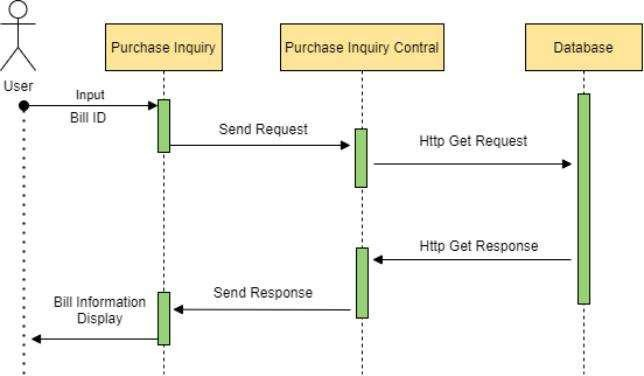 Purchase Inquiry
Purchase Inquiry Contral
Database
User
Input
Bill ID
Send Request
Http Get Request
Http Get Response
Send Response
Bill Information
Display